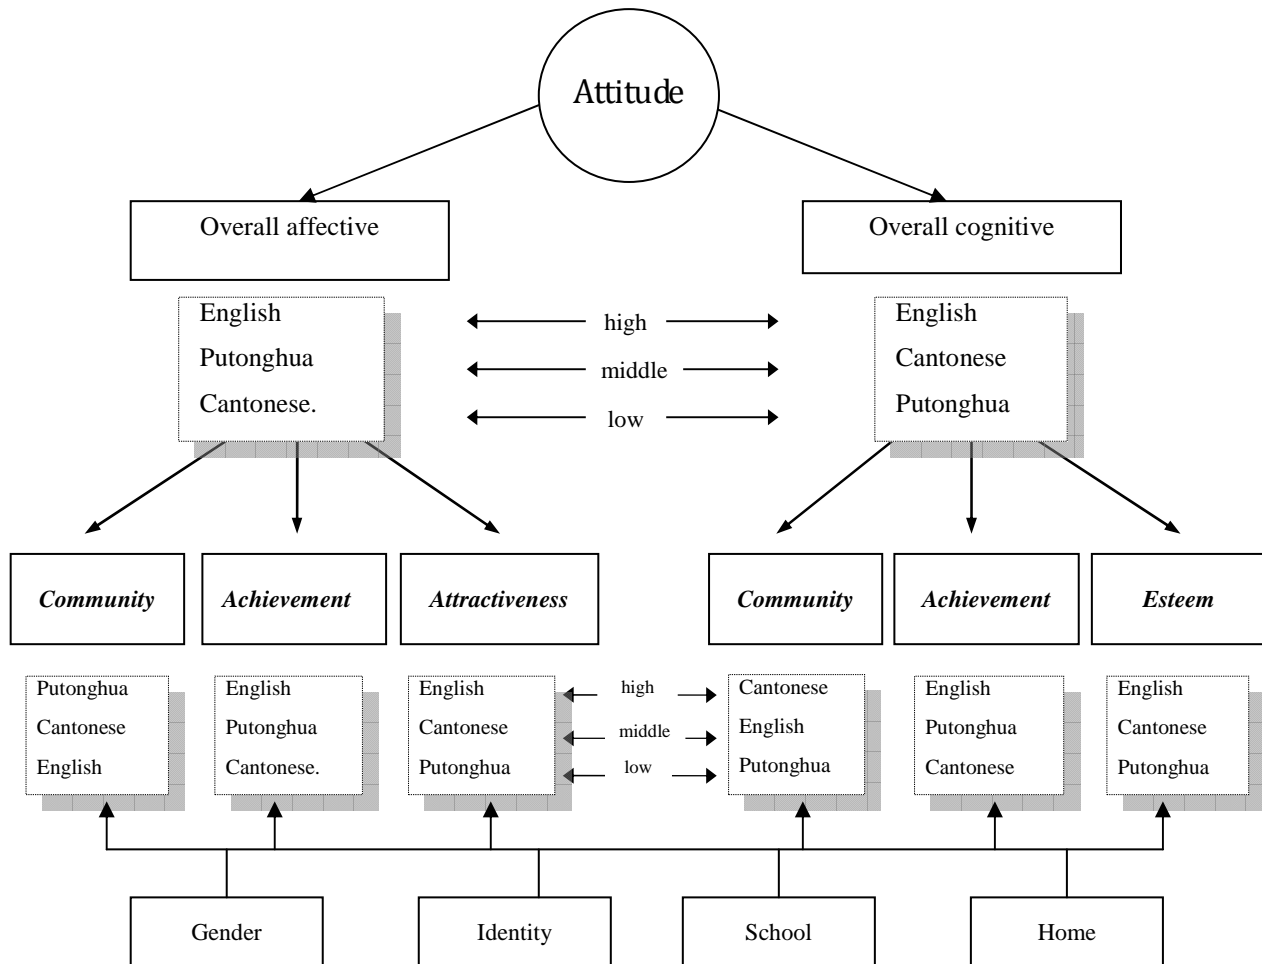 Attitude
Overall affective
Overall cognitive
English
Putonghua
Cantonese.
high
middle
low
English
Cantonese
Putonghua
Community
Achievement
Attractiveness
Community
Achievement
Esteem
Putonghua
Cantonese
English
English
Putonghua
Cantonese.
English
Cantonese
Putonghua
high
middle
low
Cantonese
English
Putonghua
English
Putonghua
Cantonese
English
Cantonese
Putonghua
Gender
Identity
School
Home